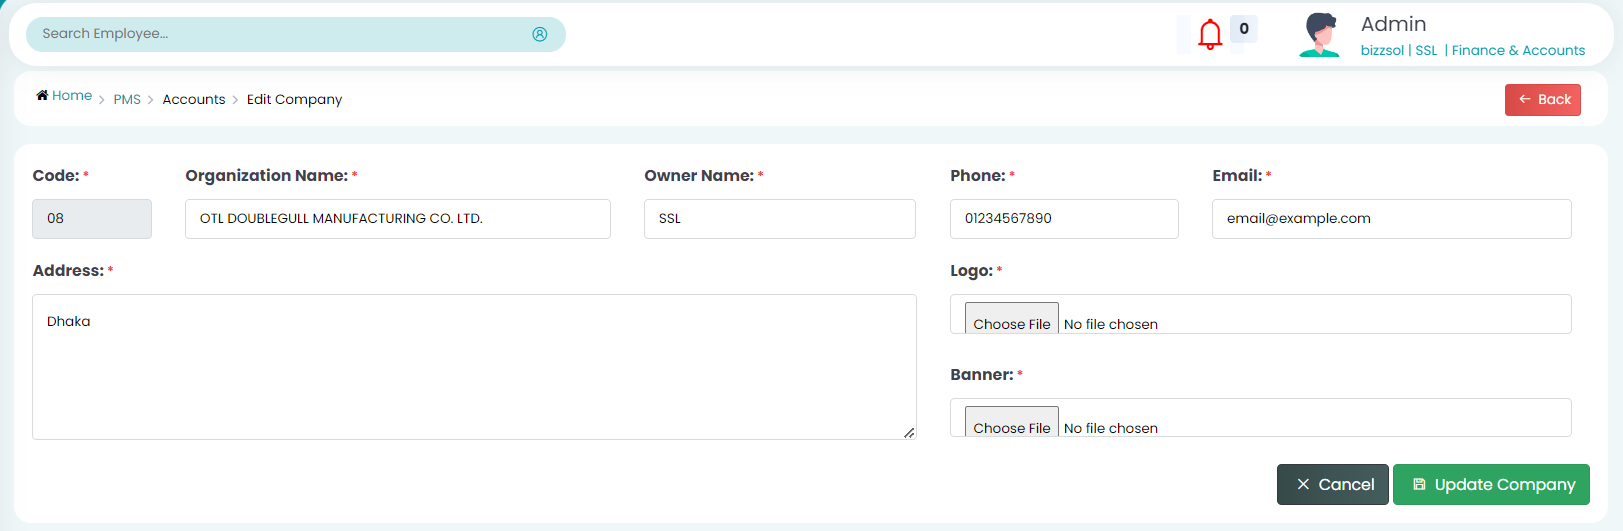 Search Employee...
0
Admin
bizzsol | SSL | Finance & Accounts
Home > PMS > Accounts > Edit Company
← Back
Code: *
Organization Name: *
Owner Name: *
Phone: *
Email: *
08
OTL DOUBLEGULL MANUFACTURING CO. LTD.
SSL
01234567890
email@example.com
Address: *
Logo: *
Dhaka
Choose File No file chosen
Banner: *
Choose File No file chosen
Cancel
Update Company